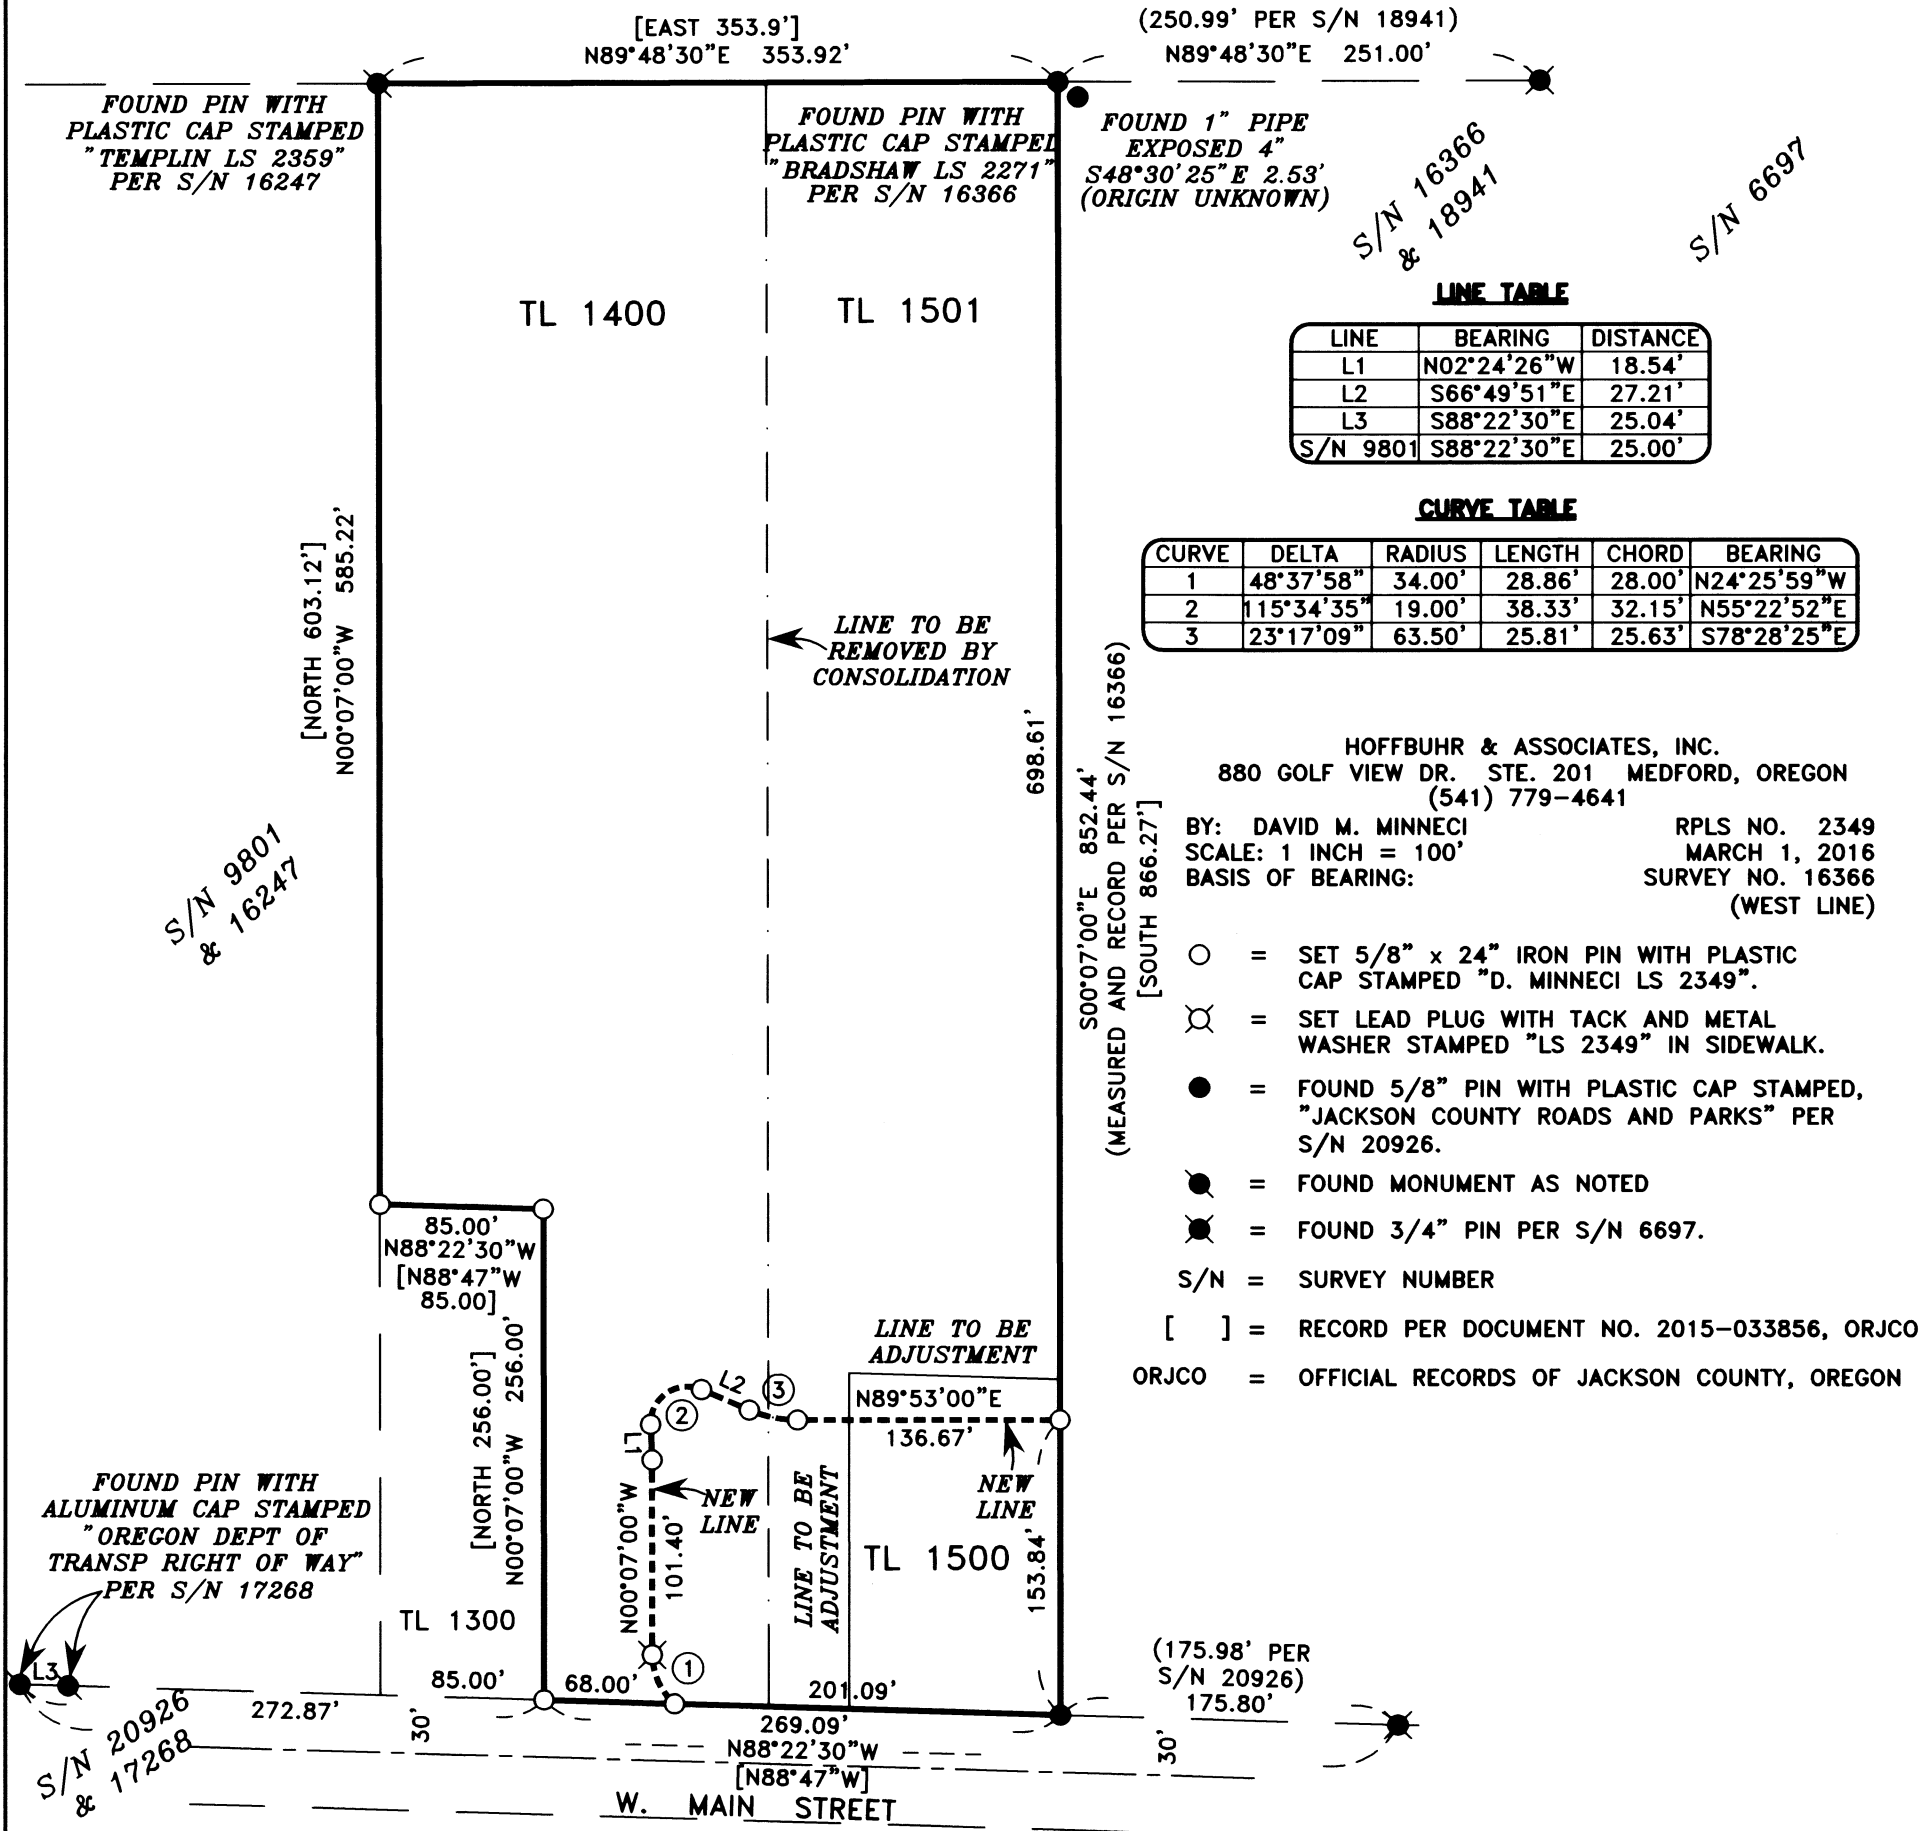 [EAST 353.9']
N89°48'30"E 353.92'
(250.99' PER S/N 18941)
N89°48'30"E 251.00'
FOUND PIN WITH
PLASTIC CAP STAMPED
"TEMPLIN LS 2359"
PER S/N 16247
FOUND PIN WITH
PLASTIC CAP STAMPED
"BRADSHAW LS 2271"
PER S/N 16366
FOUND 1" PIPE
EXPOSED 4"
S48°30'25"E 2.53'
(ORIGIN UNKNOWN)
S/N 16366
& 18941
S/N 6697
TL 1400
TL 1501
LINE TABLE
LINE BEARING DISTANCE
L1 N02°24'26"W 18.54'
L2 S66°49'51"E 27.21'
L3 S88°22'30"E 25.04'
S/N 9801 S88°22'30"E 25.00'
CURVE TABLE
CURVE DELTA RADIUS LENGTH CHORD BEARING
1 48°37'58" 34.00' 28.86' 28.00' N24°25'59"W
2 115°34'35" 19.00' 38.33' 32.15' N55°22'52"E
3 23°17'09" 63.50' 25.81' 25.63' S78°28'25"E
[NORTH 603.12']
N00°07'00"W 585.22'
LINE TO BE
REMOVED BY
CONSOLIDATION
698.61'
S00°07'00"E 852.44'
(MEASURED AND RECORD PER S/N 16366)
[SOUTH 866.27']
HOFFBUHR & ASSOCIATES, INC.
880 GOLF VIEW DR. STE. 201 MEDFORD, OREGON
(541) 779-4641
BY: DAVID M. MINNECI RPLS NO. 2349
SCALE: 1 INCH = 100' MARCH 1, 2016
BASIS OF BEARING: SURVEY NO. 16366
(WEST LINE)
S/N 9801
& 16247
= SET 5/8" x 24" IRON PIN WITH PLASTIC
CAP STAMPED "D. MINNECI LS 2349".
= SET LEAD PLUG WITH TACK AND METAL
WASHER STAMPED "LS 2349" IN SIDEWALK.
= FOUND 5/8" PIN WITH PLASTIC CAP STAMPED,
"JACKSON COUNTY ROADS AND PARKS" PER
S/N 20926.
= FOUND MONUMENT AS NOTED
= FOUND 3/4" PIN PER S/N 6697.
S/N = SURVEY NUMBER
[ ] = RECORD PER DOCUMENT NO. 2015-033856, ORJCO
ORJCO = OFFICIAL RECORDS OF JACKSON COUNTY, OREGON
85.00'
N88°22'30"W
[N88°47"W
85.00]
[NORTH 256.00']
N00°07'00"W 256.00'
LINE TO BE
ADJUSTMENT
L2
3
2
L1
N89°53'00"E
136.67'
NEW
LINE
NEW
LINE
N00°07'00"W
101.40'
LINE TO BE
ADJUSTMENT
TL 1500
153.84'
FOUND PIN WITH
ALUMINUM CAP STAMPED
"OREGON DEPT OF
TRANSP RIGHT OF WAY"
PER S/N 17268
TL 1300
L3
1
85.00'
68.00'
201.09'
272.87'
30'
269.09'
N88°22'30"W
[N88°47"W]
(175.98' PER
S/N 20926)
175.80'
30'
S/N 20926
& 17268
W. MAIN STREET